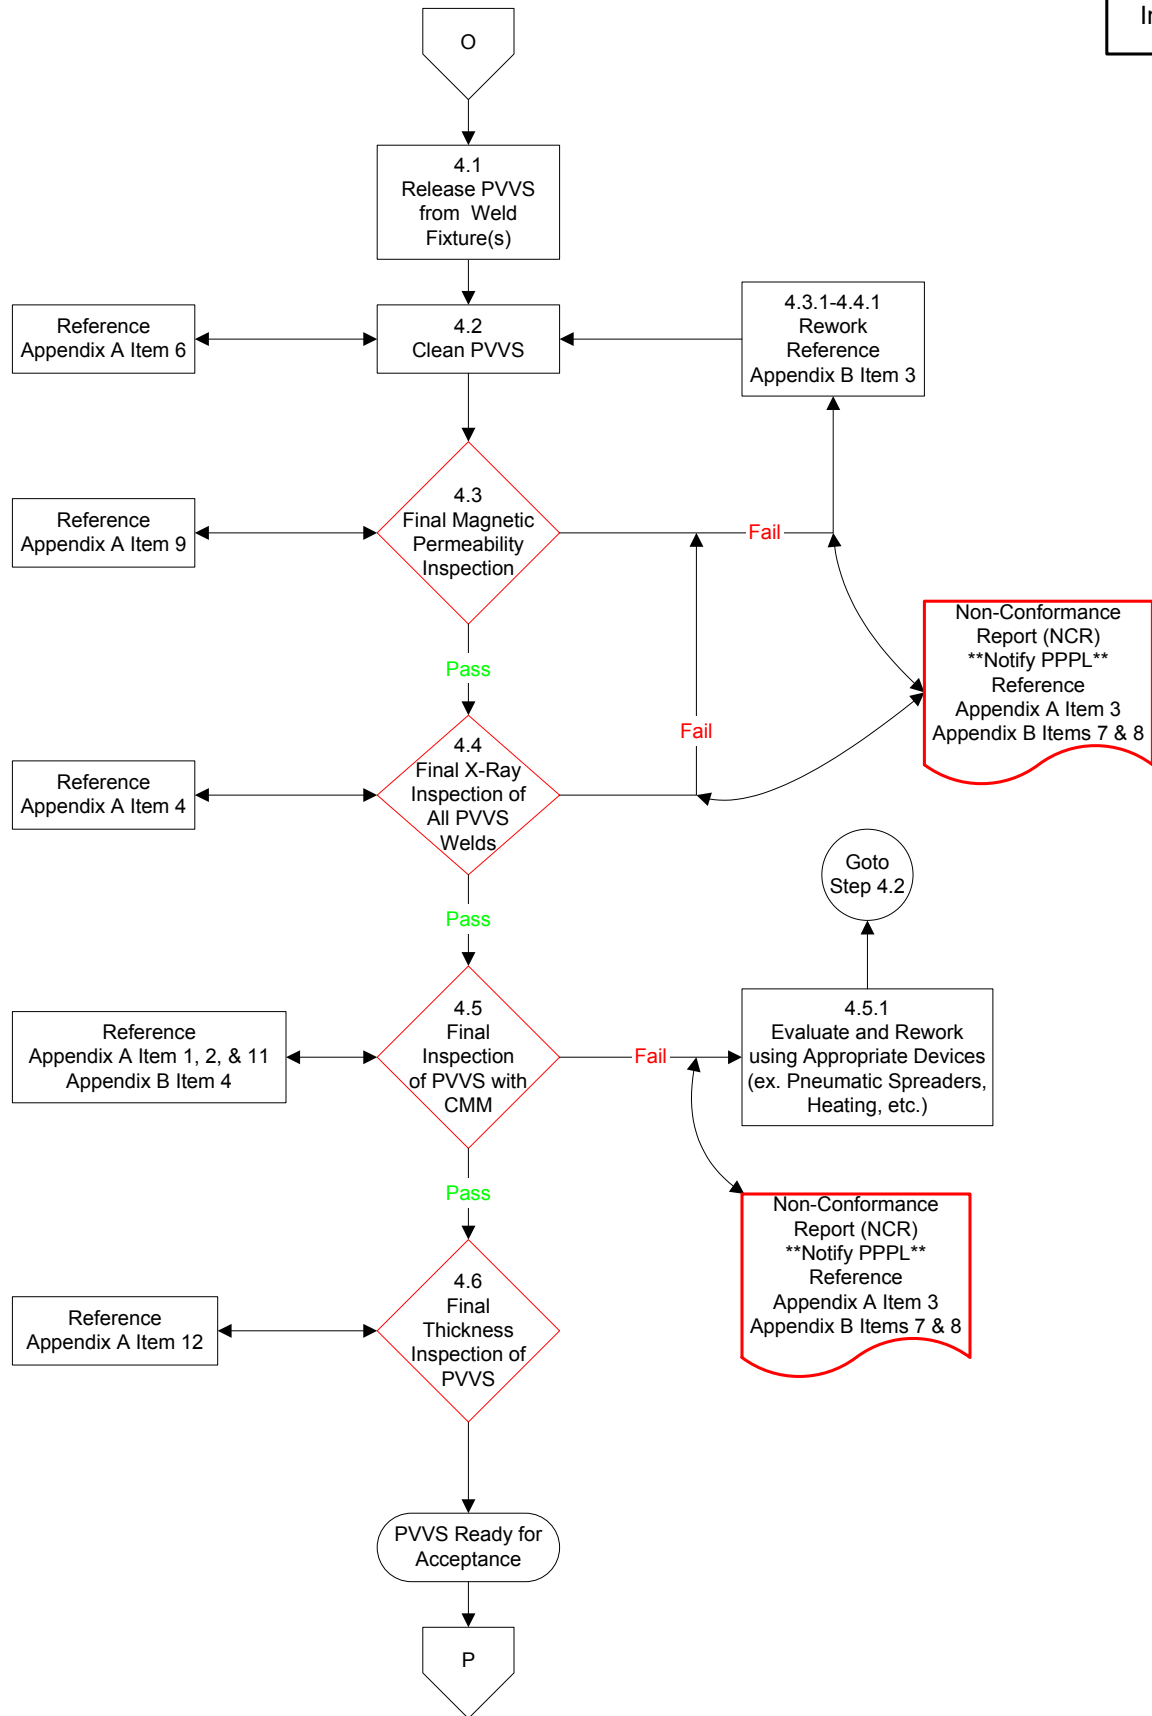 O
4.1
Release PVVS
from Weld
Fixture(s)
Reference
Appendix A Item 6
4.2
Clean PVVS
4.3.1-4.4.1
Rework
Reference
Appendix B Item 3
Reference
Appendix A Item 9
4.3
Final Magnetic
Permeability
Inspection
Fail
Pass
Non-Conformance
Report (NCR)
**Notify PPPL**
Reference
Appendix A Item 3
Appendix B Items 7 & 8
Fail
Reference
Appendix A Item 4
4.4
Final X-Ray
Inspection of
All PVVS
Welds
Pass
Goto
Step 4.2
Reference
Appendix A Item 1, 2, & 11
Appendix B Item 4
4.5
Final
Inspection
of PVVS with
CMM
Fail
4.5.1
Evaluate and Rework
using Appropriate Devices
(ex. Pneumatic Spreaders,
Heating, etc.)
Pass
Non-Conformance
Report (NCR)
**Notify PPPL**
Reference
Appendix A Item 3
Appendix B Items 7 & 8
Reference
Appendix A Item 12
4.6
Final
Thickness
Inspection of
PVVS
PVVS Ready for
Acceptance
P